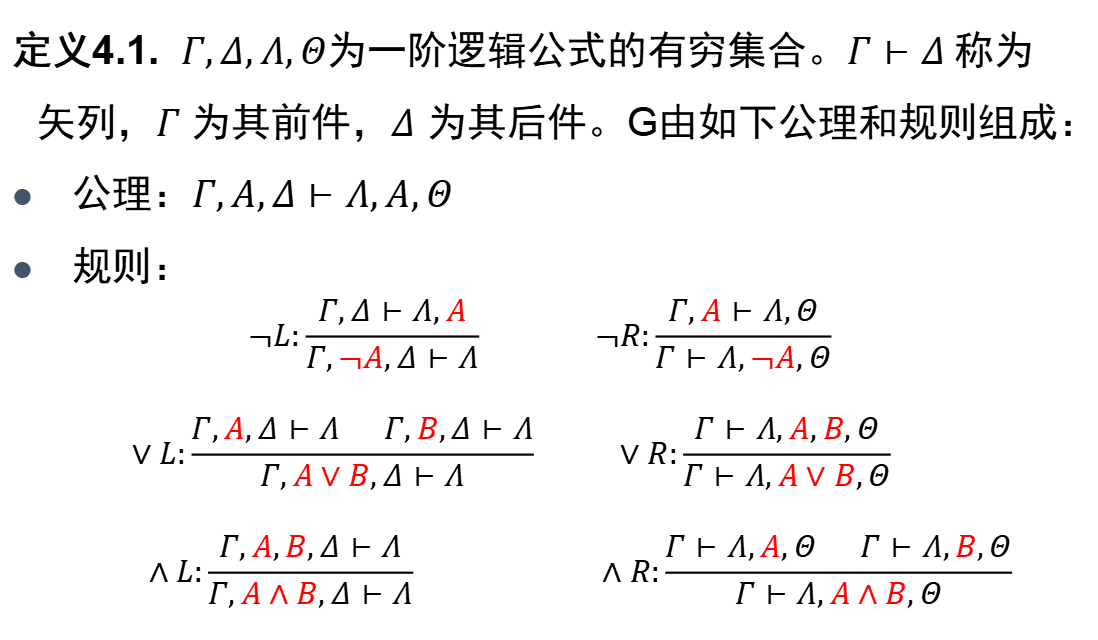 定义4.1. Γ, Δ, Λ, Θ为一阶逻辑公式的有穷集合。Γ ⊢ Δ 称为
矢列，Γ 为其前件，Δ 为其后件。G由如下公理和规则组成：
● 公理：Γ, A, Δ ⊢ Λ, A, Θ
● 规则：
Γ, Δ ⊢ Λ, A    Γ, A ⊢ Λ, Θ
¬L:    ¬R:
Γ, ¬A, Δ ⊢ Λ    Γ ⊢ Λ, ¬A, Θ
Γ, A, Δ ⊢ Λ    Γ, B, Δ ⊢ Λ    Γ ⊢ Λ, A, B, Θ
∨ L:    ∨ R:
Γ, A ∨ B, Δ ⊢ Λ    Γ ⊢ Λ, A ∨ B, Θ
Γ, A, B, Δ ⊢ Λ    Γ ⊢ Λ, A, Θ    Γ ⊢ Λ, B, Θ
∧ L:    ∧ R:
Γ, A ∧ B, Δ ⊢ Λ    Γ ⊢ Λ, A ∧ B, Θ